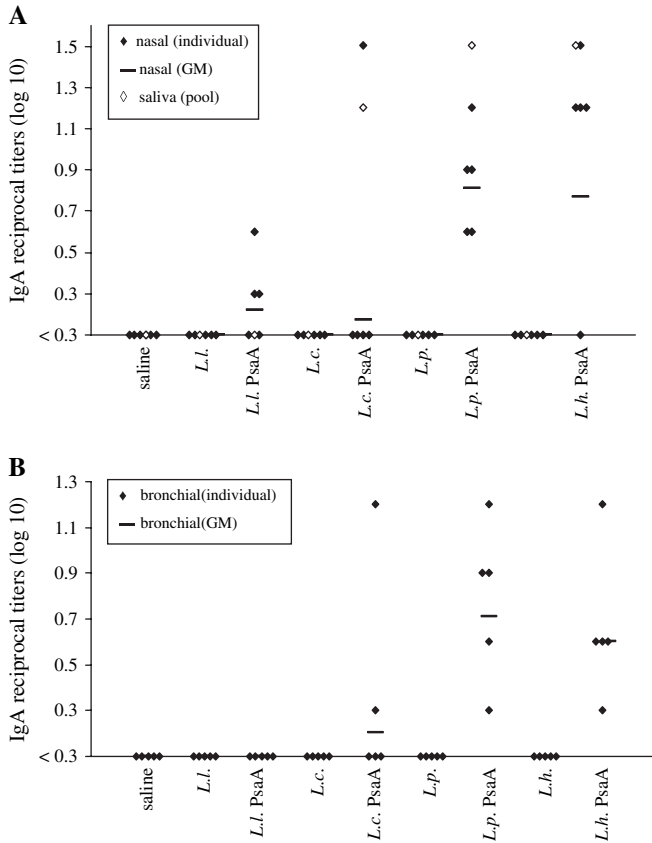 A
nasal (individual)
nasal (GM)
saliva (pool)
IgA reciprocal titers (log 10)
1.5
1.3
1.1
0.9
0.7
0.5
0.3
< 0.3
saline
L.l.
L.l. PsaA
L.c.
L.c. PsaA
L.p.
L.p. PsaA
L.h. PsaA
B
bronchial(individual)
bronchial(GM)
IgA reciprocal titers (log 10)
1.3
1.1
0.9
0.7
0.5
0.3
< 0.3
saline
L.l.
L.l. PsaA
L.c.
L.c. PsaA
L.p.
L.p. PsaA
L.h.
L.h. PsaA